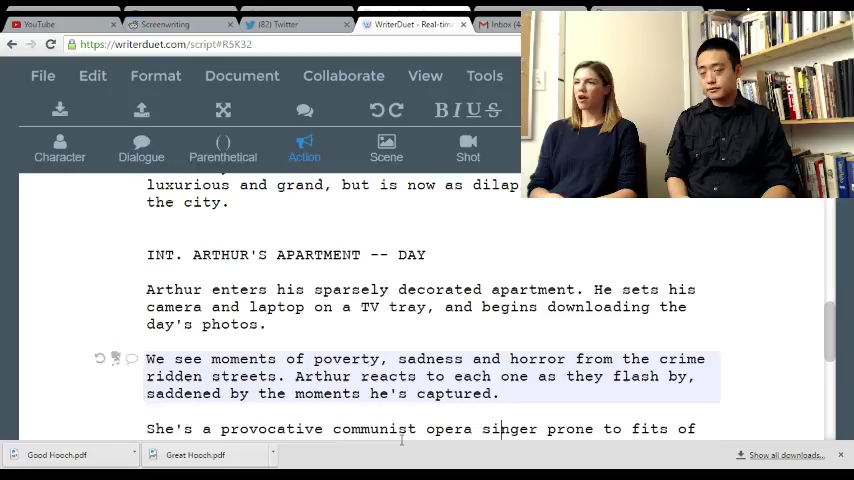 YouTube
Screenwriting
(82) Twitter
WriterDuet - Real-time
Inbox (4
https://writerduet.com/script#R5K32
File Edit Format Document Collaborate View Tools
B I U S
Character Dialogue Parenthetical Action Scene Shot
luxurious and grand, but is now as dilap
the city.
INT. ARTHUR'S APARTMENT -- DAY
Arthur enters his sparsely decorated apartment. He sets his
camera and laptop on a TV tray, and begins downloading the
day's photos.
We see moments of poverty, sadness and horror from the crime
ridden streets. Arthur reacts to each one as they flash by,
saddened by the moments he's captured.
She's a provocative communist opera singer prone to fits of
Good Hooch.pdf
Great Hooch.pdf
Show all downloads...